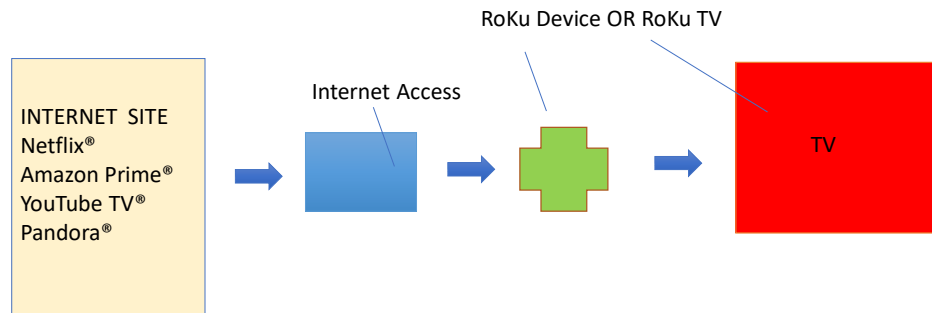 RoKu Device OR RoKu TV
Internet Access
INTERNET  SITE
Netflix®
Amazon Prime®
YouTube TV®
Pandora®
TV